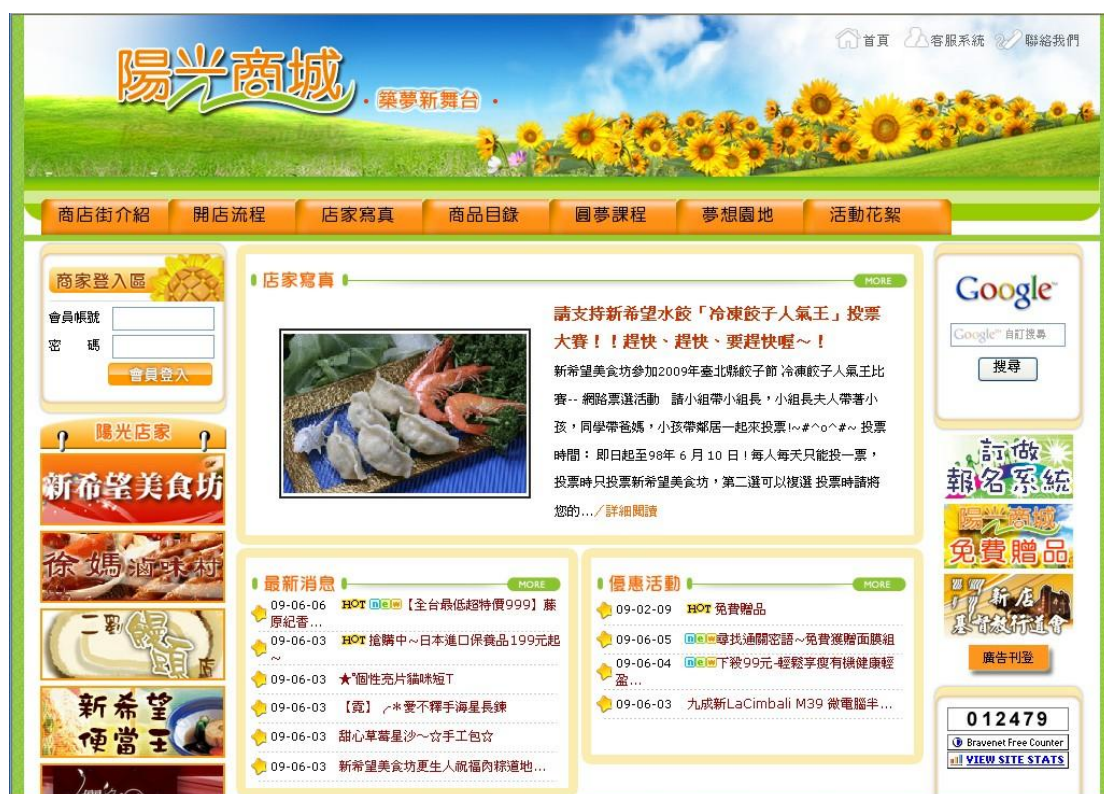 首頁 客服系統 聯絡我們
陽光商城 ‧築夢新舞台‧
商店街介紹 開店流程 店家寫真 商品目錄 圓夢課程 夢想園地 活動花絮
商家登入區
會員帳號
密 碼
會員登入
陽光店家
新希望美食坊
徐媽滷味村
二鄧饅頭店
新希望便當王
店家寫真 MORE
請支持新希望水餃「冷凍餃子人氣王」投票
大賽！！趕快、趕快、要趕快喔～！
新希望美食坊參加2009年臺北縣餃子節 冷凍餃子人氣王比
賽-- 網路票選活動 請小組帶小組長，小組長夫人帶著小
孩，同學帶爸媽，小孩帶鄰居一起來投票!~#^o^#~ 投票
時間： 即日起至98年 6 月 10 日 ! 每人每天只能投一票，
投票時只投票新希望美食坊，第二選可以複選 投票時請將
您的.../詳細閱讀
最新消息 MORE
09-06-06 HOT new【全台最低超特價999】藤
原紀香...
09-06-03 HOT 搶購中～日本進口保養品199元起
~
09-06-03 ★"個性亮片貓咪短T
09-06-03 【霓】╭＊愛不釋手海星長鍊
09-06-03 甜心草莓星沙～☆手工包☆
09-06-03 新希望美食坊更生人祝福肉粽道地...
優惠活動 MORE
09-02-09 HOT 免費贈品
09-06-05 new尋找通關密語～免費獲贈面膜組
09-06-04 new下殺99元-輕鬆享瘦有機健康輕
盈...
09-06-03 九成新LaCimbali M39 微電腦半...
Google™
Google™ 自訂搜尋
搜尋
訂做
報名系統
陽光商城
免費贈品
新店
基督教行道會
廣告刊登
012479
Bravenet Free Counter
VIEW SITE STATS